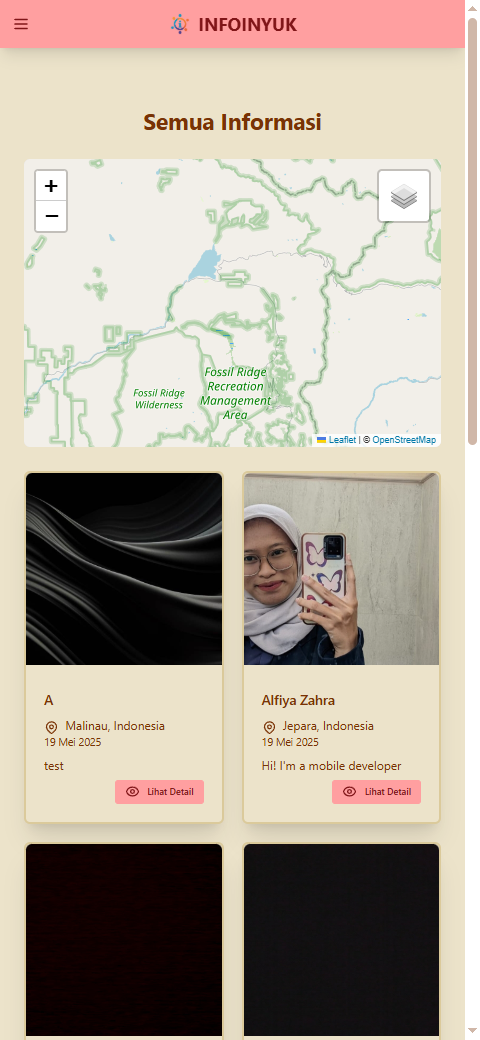 INFOINYUK
Semua Informasi
+
−
Fossil Ridge
Wilderness
Fossil Ridge
Recreation
Management
Area
Leaflet | © OpenStreetMap
A
Malinau, Indonesia
19 Mei 2025
test
Lihat Detail
Alfiya Zahra
Jepara, Indonesia
19 Mei 2025
Hi! I'm a mobile developer
Lihat Detail